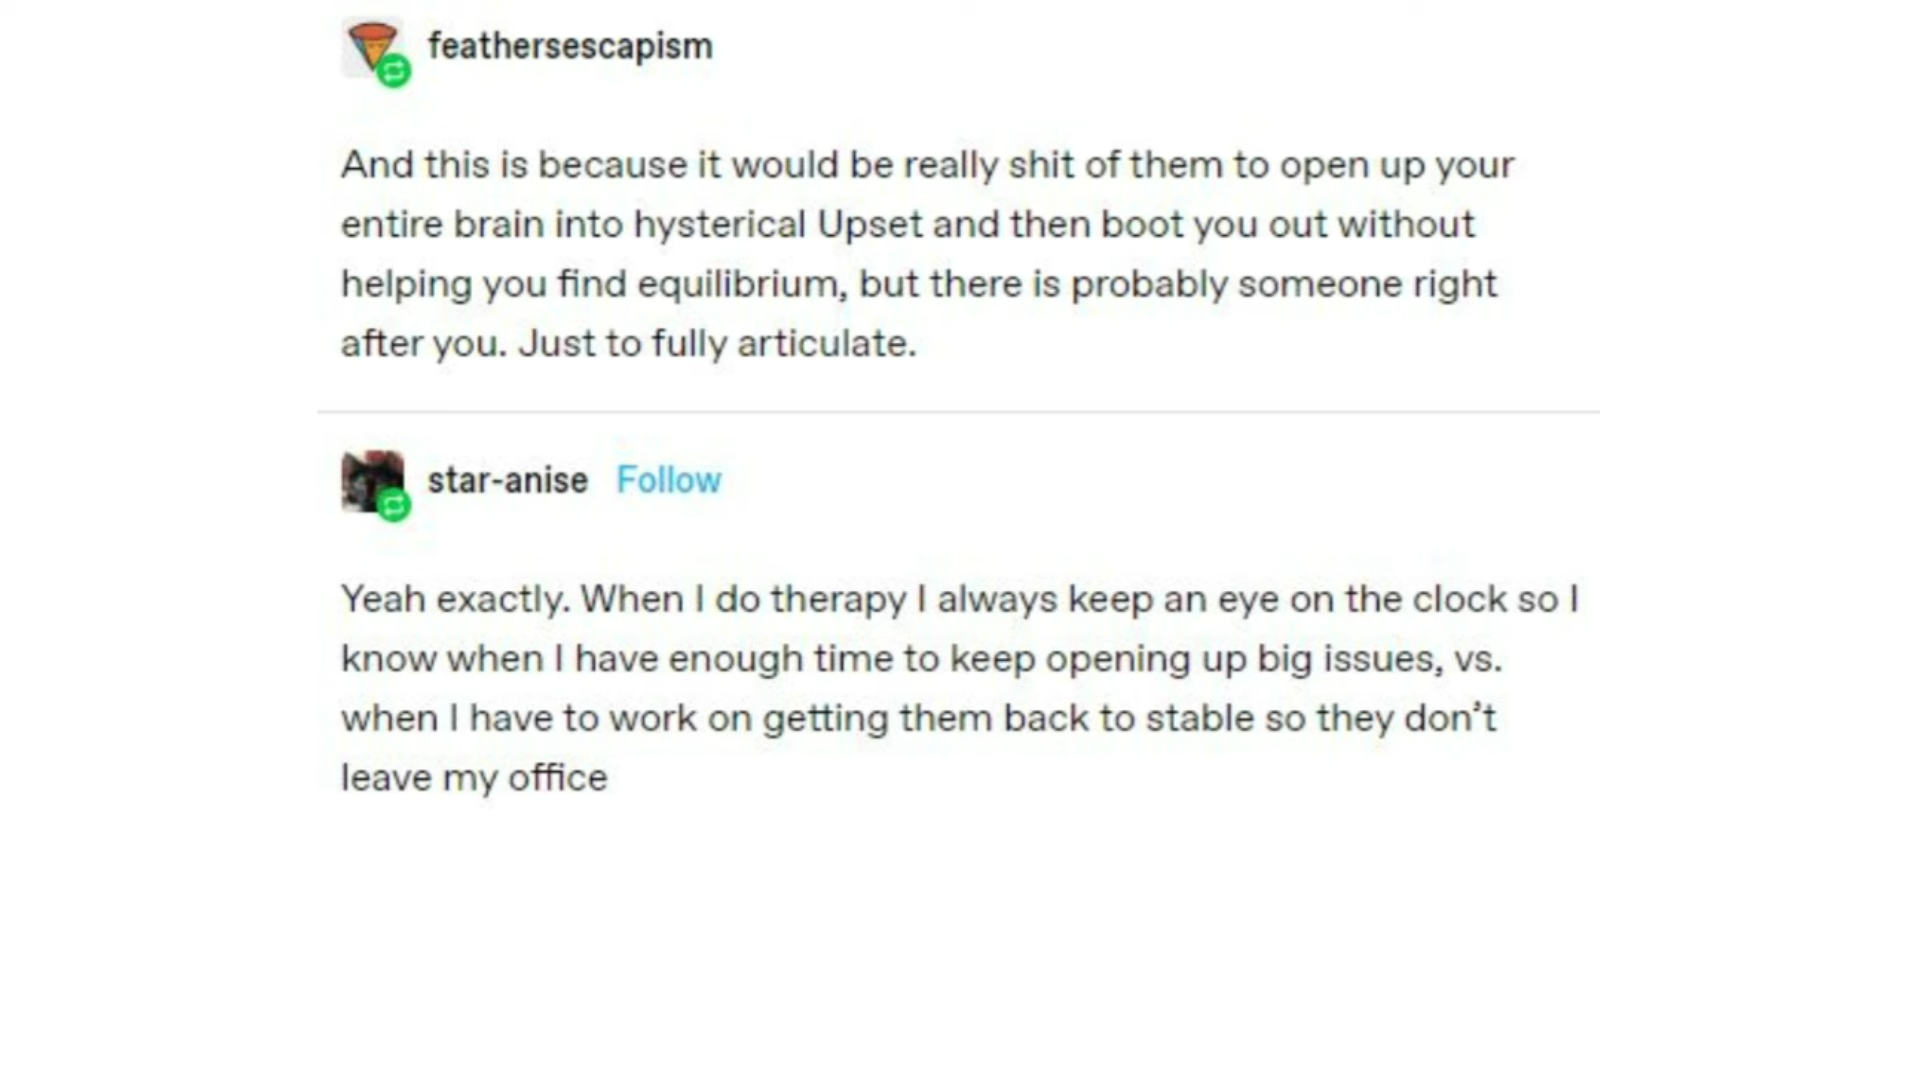 feathersescapism
And this is because it would be really shit of them to open up your
entire brain into hysterical Upset and then boot you out without
helping you find equilibrium, but there is probably someone right
after you. Just to fully articulate.
star-anise Follow
Yeah exactly. When I do therapy I always keep an eye on the clock so I
know when I have enough time to keep opening up big issues, vs.
when I have to work on getting them back to stable so they don’t
leave my office